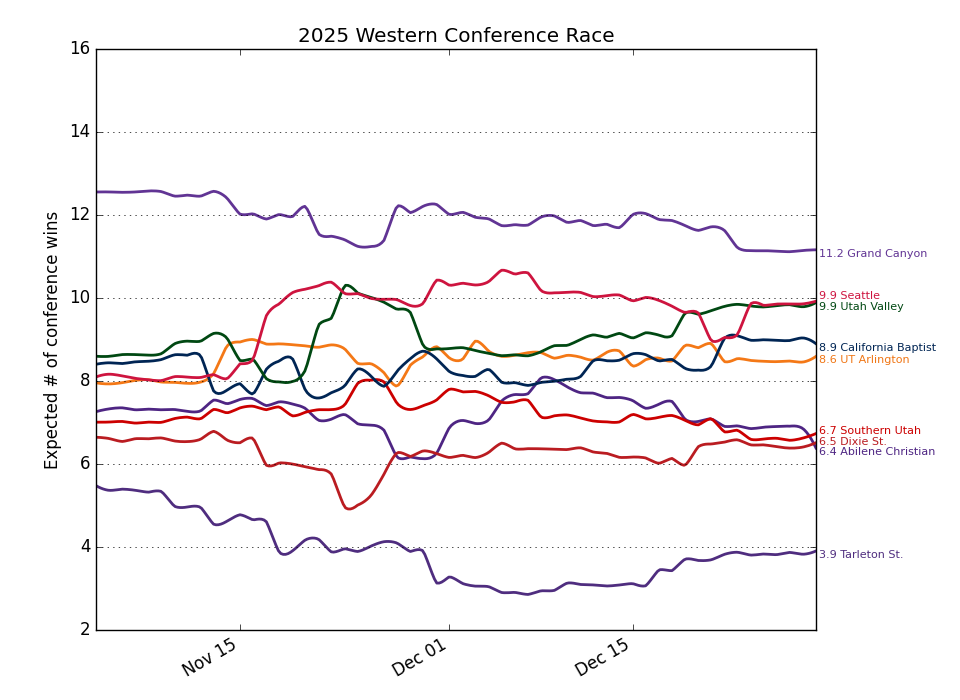 2025 Western Conference Race
Expected # of conference wins
16
14
12
10
8
6
4
2
11.2 Grand Canyon
9.9 Seattle
9.9 Utah Valley
8.9 California Baptist
8.6 UT Arlington
6.7 Southern Utah
6.5 Dixie St.
6.4 Abilene Christian
3.9 Tarleton St.
Nov 15
Dec 01
Dec 15